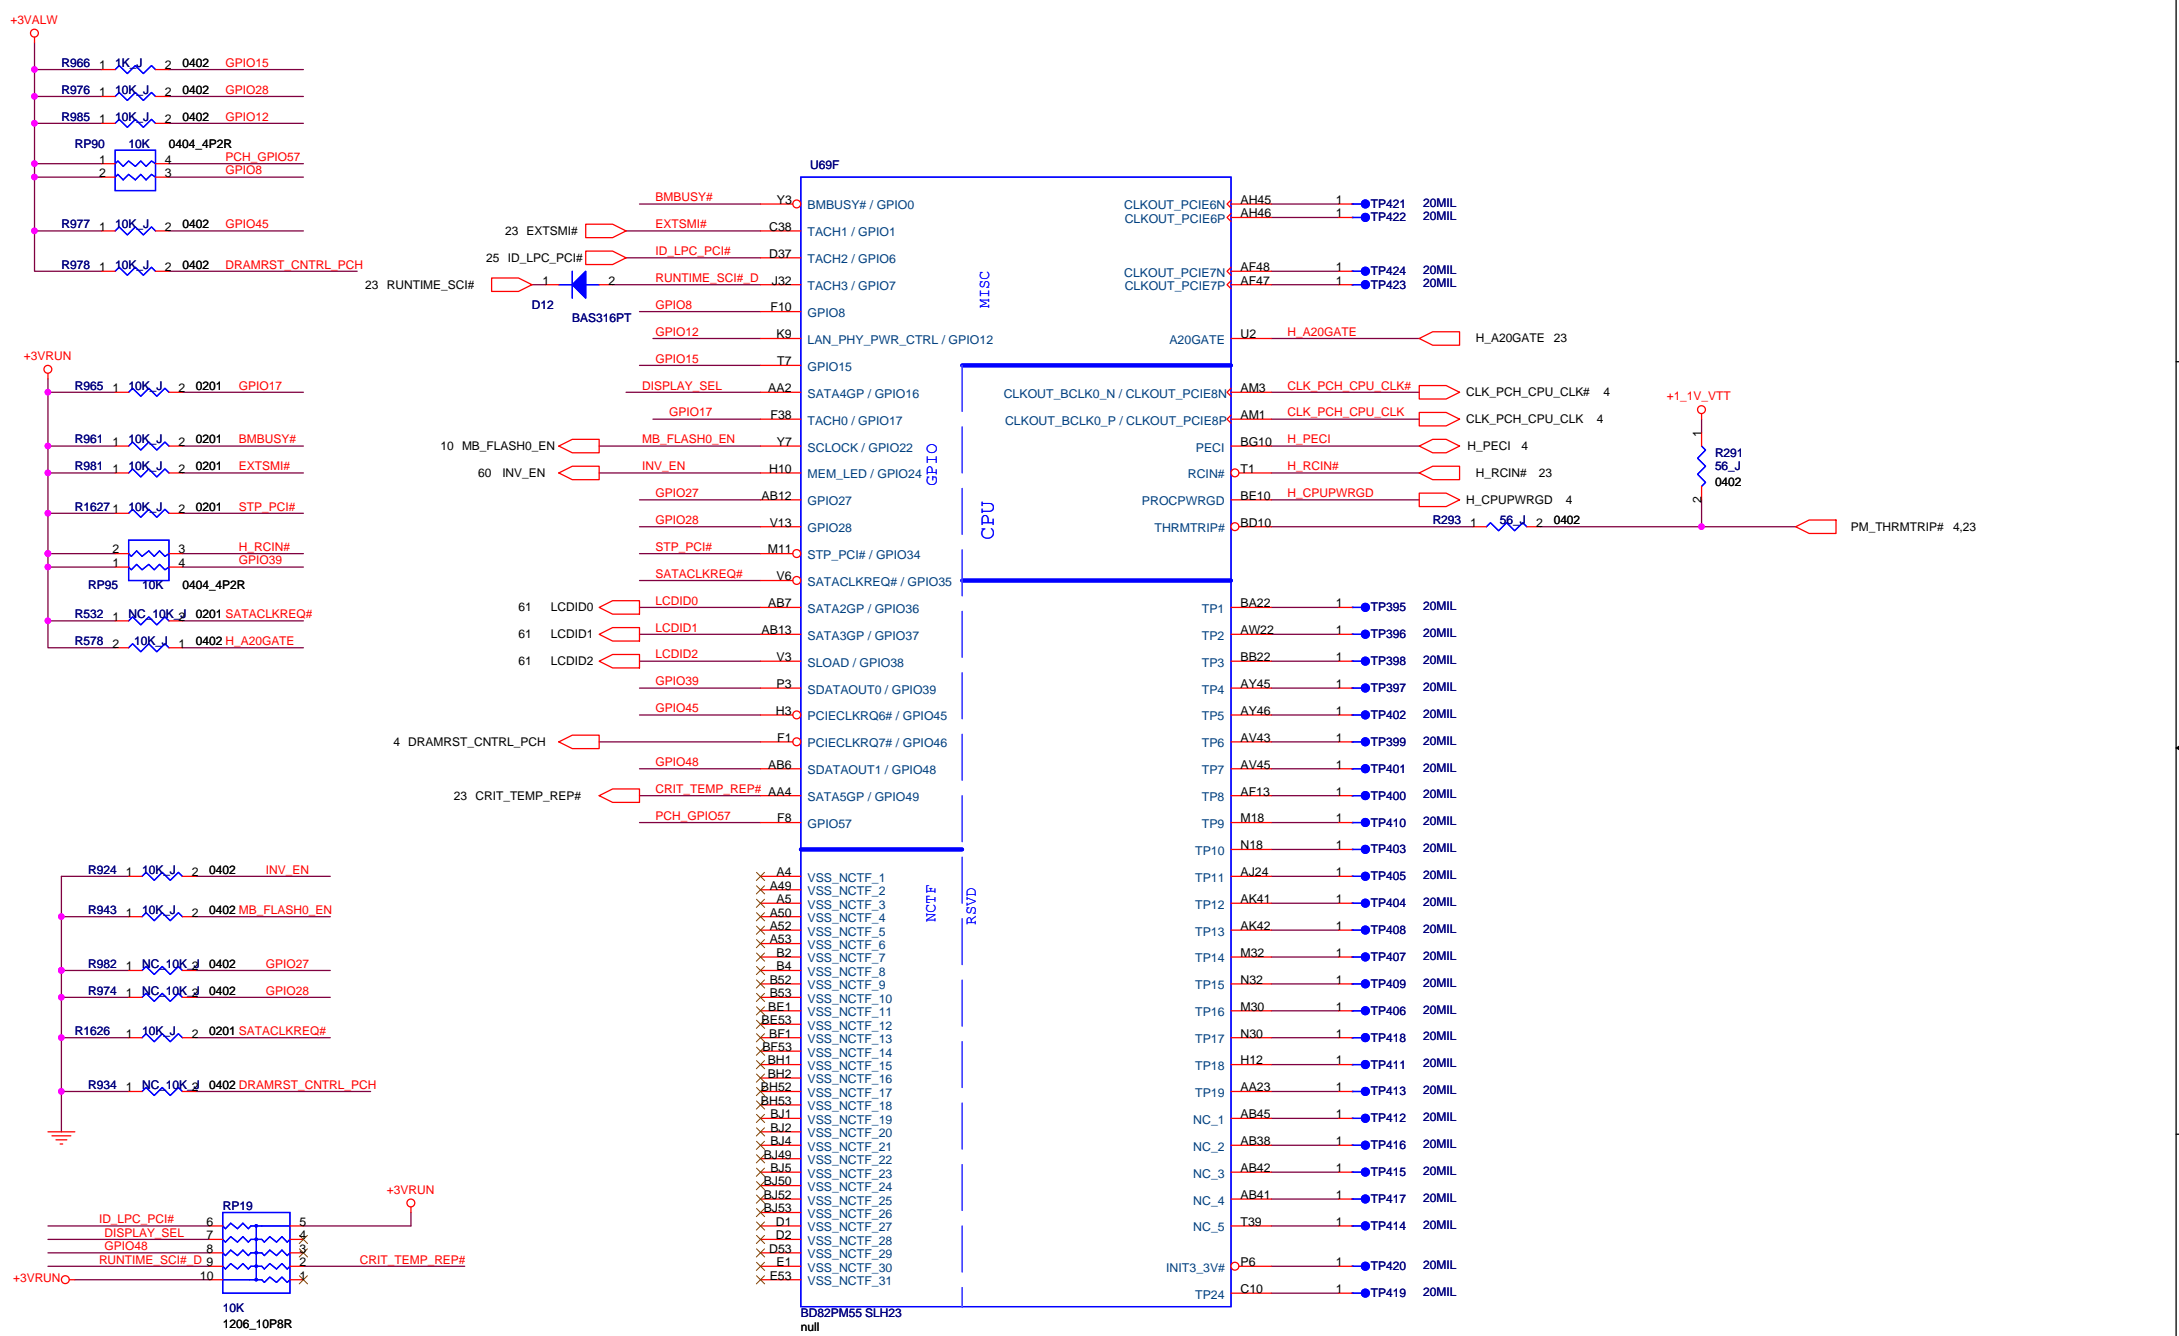 +3VALW
R966 1 1K_J 2 0402 GPIO15
R976 1 10K_J 2 0402 GPIO28
R985 1 10K_J 2 0402 GPIO12
RP90 10K 0404_4P2R
1 4 PCH_GPIO57
2 3 GPIO8
R977 1 10K_J 2 0402 GPIO45
R978 1 10K_J 2 0402 DRAMRST_CNTRL_PCH
+3VRUN
R965 1 10K_J 2 0201 GPIO17
R961 1 10K_J 2 0201 BMBUSY#
R981 1 10K_J 2 0201 EXTSMI#
R1627 1 10K_J 2 0201 STP_PCI#
2 3 H_RCIN#
1 4 GPIO39
RP95 10K 0404_4P2R
R532 1 NC_10K_J 2 0201 SATACLKREQ#
R578 2 10K_J 1 0402 H_A20GATE
R924 1 10K_J 2 0402 INV_EN
R943 1 10K_J 2 0402 MB_FLASH0_EN
R982 1 NC_10K_J 2 0402 GPIO27
R974 1 NC_10K_J 2 0402 GPIO28
R1626 1 10K_J 2 0201 SATACLKREQ#
R934 1 NC_10K_J 2 0402 DRAMRST_CNTRL_PCH
+3VRUN
RP19
ID_LPC_PCI# 6 5
DISPLAY_SEL 7 4
GPIO48 8 3
RUNTIME_SCI#_D 9 2 CRIT_TEMP_REP#
+3VRUN 10 1
10K
1206_10P8R
U69F
BMBUSY# Y3 BMBUSY# / GPIO0
23 EXTSMI# EXTSMI# C38 TACH1 / GPIO1
25 ID_LPC_PCI# ID_LPC_PCI# D37 TACH2 / GPIO6
23 RUNTIME_SCI# 1 2 RUNTIME_SCI#_D J32 TACH3 / GPIO7
D12
BAS316PT
GPIO8 F10 GPIO8
GPIO12 K9 LAN_PHY_PWR_CTRL / GPIO12
GPIO15 T7 GPIO15
DISPLAY_SEL AA2 SATA4GP / GPIO16
GPIO17 F38 TACH0 / GPIO17
10 MB_FLASH0_EN MB_FLASH0_EN Y7 SCLOCK / GPIO22
60 INV_EN INV_EN H10 MEM_LED / GPIO24
GPIO27 AB12 GPIO27
GPIO28 V13 GPIO28
STP_PCI# M11 STP_PCI# / GPIO34
SATACLKREQ# V6 SATACLKREQ# / GPIO35
61 LCDID0 LCDID0 AB7 SATA2GP / GPIO36
61 LCDID1 LCDID1 AB13 SATA3GP / GPIO37
61 LCDID2 LCDID2 V3 SLOAD / GPIO38
GPIO39 P3 SDATAOUT0 / GPIO39
GPIO45 H3 PCIECLKRQ6# / GPIO45
4 DRAMRST_CNTRL_PCH F1 PCIECLKRQ7# / GPIO46
GPIO48 AB6 SDATAOUT1 / GPIO48
23 CRIT_TEMP_REP# CRIT_TEMP_REP# AA4 SATA5GP / GPIO49
PCH_GPIO57 F8 GPIO57
A4 VSS_NCTF_1
A49 VSS_NCTF_2
A5 VSS_NCTF_3
A50 VSS_NCTF_4
A52 VSS_NCTF_5
A53 VSS_NCTF_6
B2 VSS_NCTF_7
B4 VSS_NCTF_8
B52 VSS_NCTF_9
B53 VSS_NCTF_10
BE1 VSS_NCTF_11
BE53 VSS_NCTF_12
BF1 VSS_NCTF_13
BF53 VSS_NCTF_14
BH1 VSS_NCTF_15
BH2 VSS_NCTF_16
BH52 VSS_NCTF_17
BH53 VSS_NCTF_18
BJ1 VSS_NCTF_19
BJ2 VSS_NCTF_20
BJ4 VSS_NCTF_21
BJ49 VSS_NCTF_22
BJ5 VSS_NCTF_23
BJ50 VSS_NCTF_24
BJ52 VSS_NCTF_25
BJ53 VSS_NCTF_26
D1 VSS_NCTF_27
D2 VSS_NCTF_28
D53 VSS_NCTF_29
E1 VSS_NCTF_30
E53 VSS_NCTF_31
BD82PM55 SLH23
null
MISC
GPIO
CPU
NCTF
RSVD
CLKOUT_PCIE6N AH45 1 TP421 20MIL
CLKOUT_PCIE6P AH46 1 TP422 20MIL
CLKOUT_PCIE7N AF48 1 TP424 20MIL
CLKOUT_PCIE7P AF47 1 TP423 20MIL
A20GATE U2 H_A20GATE H_A20GATE 23
CLKOUT_BCLK0_N / CLKOUT_PCIE8N AM3 CLK_PCH_CPU_CLK# CLK_PCH_CPU_CLK# 4
CLKOUT_BCLK0_P / CLKOUT_PCIE8P AM1 CLK_PCH_CPU_CLK CLK_PCH_CPU_CLK 4
PECI BG10 H_PECI H_PECI 4
RCIN# T1 H_RCIN# H_RCIN# 23
PROCPWRGD BE10 H_CPUPWRGD H_CPUPWRGD 4
THRMTRIP# BD10 R293 1 56_J 2 0402 PM_THRMTRIP# 4,23
+1_1V_VTT
1
R291
56_J
0402
2
TP1 BA22 1 TP395 20MIL
TP2 AW22 1 TP396 20MIL
TP3 BB22 1 TP398 20MIL
TP4 AY45 1 TP397 20MIL
TP5 AY46 1 TP402 20MIL
TP6 AV43 1 TP399 20MIL
TP7 AV45 1 TP401 20MIL
TP8 AF13 1 TP400 20MIL
TP9 M18 1 TP410 20MIL
TP10 N18 1 TP403 20MIL
TP11 AJ24 1 TP405 20MIL
TP12 AK41 1 TP404 20MIL
TP13 AK42 1 TP408 20MIL
TP14 M32 1 TP407 20MIL
TP15 N32 1 TP409 20MIL
TP16 M30 1 TP406 20MIL
TP17 N30 1 TP418 20MIL
TP18 H12 1 TP411 20MIL
TP19 AA23 1 TP413 20MIL
NC_1 AB45 1 TP412 20MIL
NC_2 AB38 1 TP416 20MIL
NC_3 AB42 1 TP415 20MIL
NC_4 AB41 1 TP417 20MIL
NC_5 T39 1 TP414 20MIL
INIT3_3V# P6 1 TP420 20MIL
TP24 C10 1 TP419 20MIL